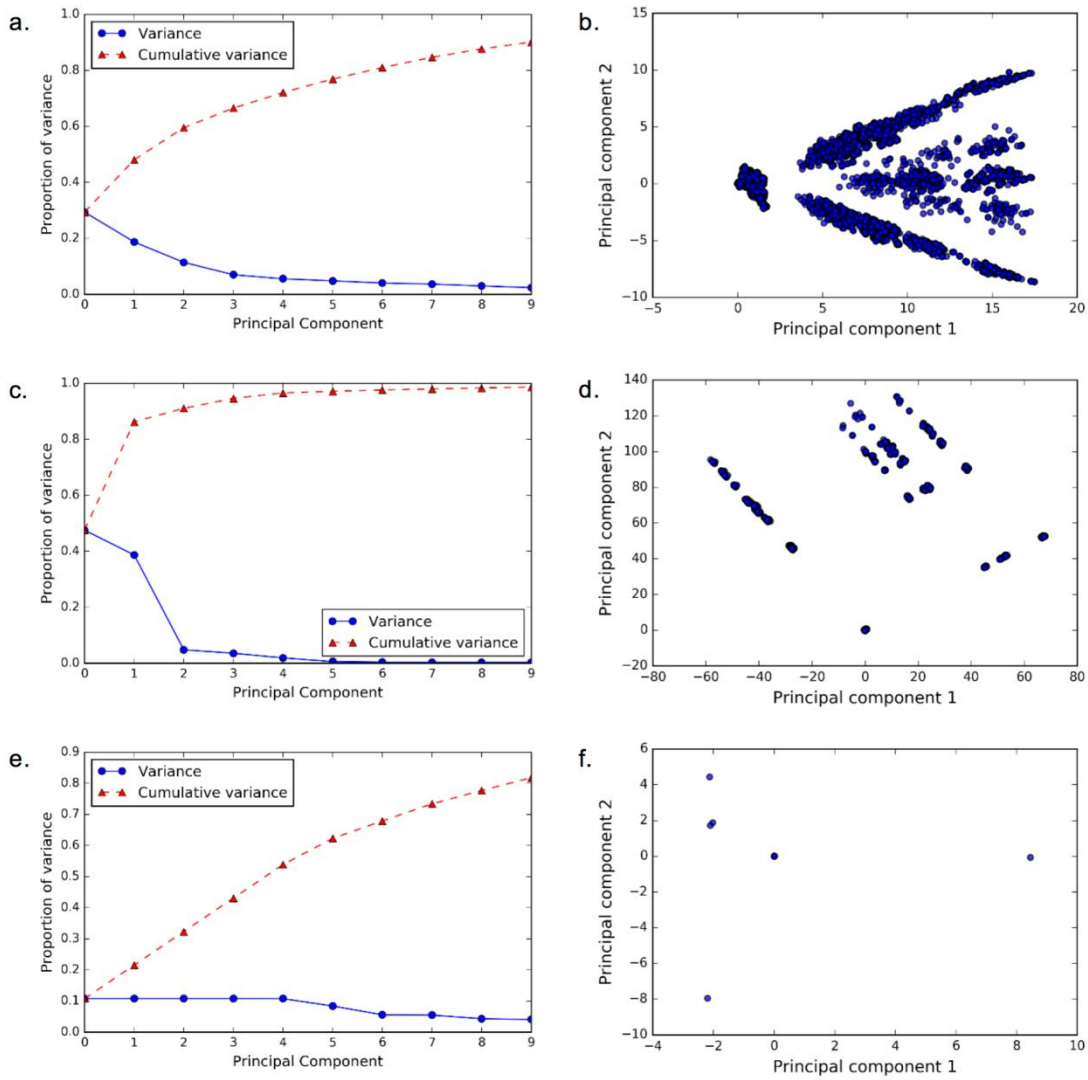 a.
Proportion of variance
1.0
0.8
0.6
0.4
0.2
0.0
Variance
Cumulative variance
0 1 2 3 4 5 6 7 8 9
Principal Component
b.
Principal component 2
15
10
5
0
−5
−10
−5 0 5 10 15 20
Principal component 1
c.
Proportion of variance
1.0
0.8
0.6
0.4
0.2
0.0
Variance
Cumulative variance
0 1 2 3 4 5 6 7 8 9
Principal Component
d.
Principal component 2
140
120
100
80
60
40
20
0
−20
−80 −60 −40 −20 0 20 40 60 80
Principal component 1
e.
Proportion of variance
0.9
0.8
0.7
0.6
0.5
0.4
0.3
0.2
0.1
0.0
Variance
Cumulative variance
0 1 2 3 4 5 6 7 8 9
Principal Component
f.
Principal component 2
6
4
2
0
−2
−4
−6
−8
−10
−4 −2 0 2 4 6 8 10
Principal component 1